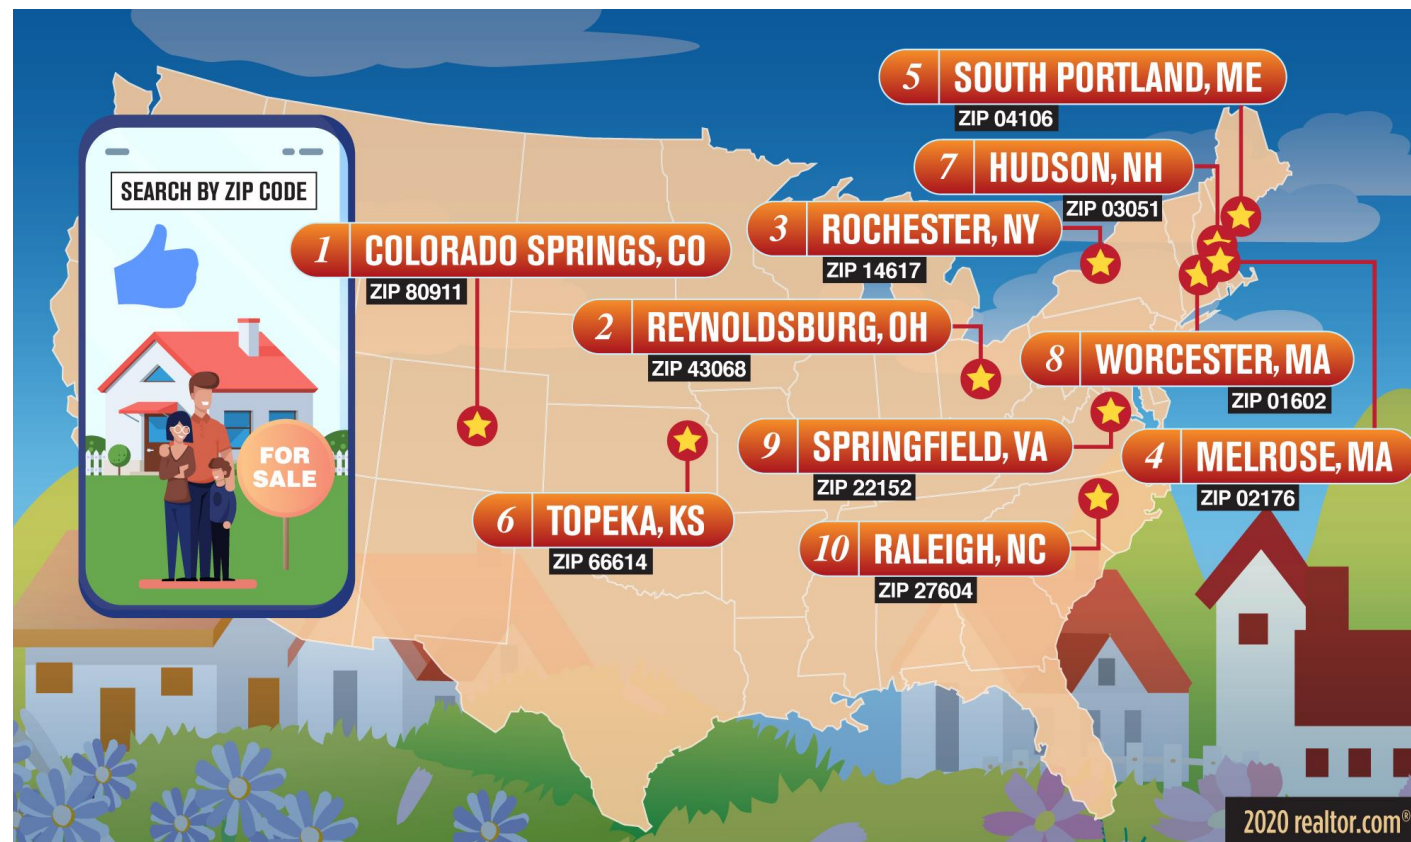 SEARCH BY ZIP CODE
FOR
SALE
1 COLORADO SPRINGS, CO
ZIP 80911
2 REYNOLDSBURG, OH
ZIP 43068
3 ROCHESTER, NY
ZIP 14617
4 MELROSE, MA
ZIP 02176
5 SOUTH PORTLAND, ME
ZIP 04106
6 TOPEKA, KS
ZIP 66614
7 HUDSON, NH
ZIP 03051
8 WORCESTER, MA
ZIP 01602
9 SPRINGFIELD, VA
ZIP 22152
10 RALEIGH, NC
ZIP 27604
2020 realtor.com®